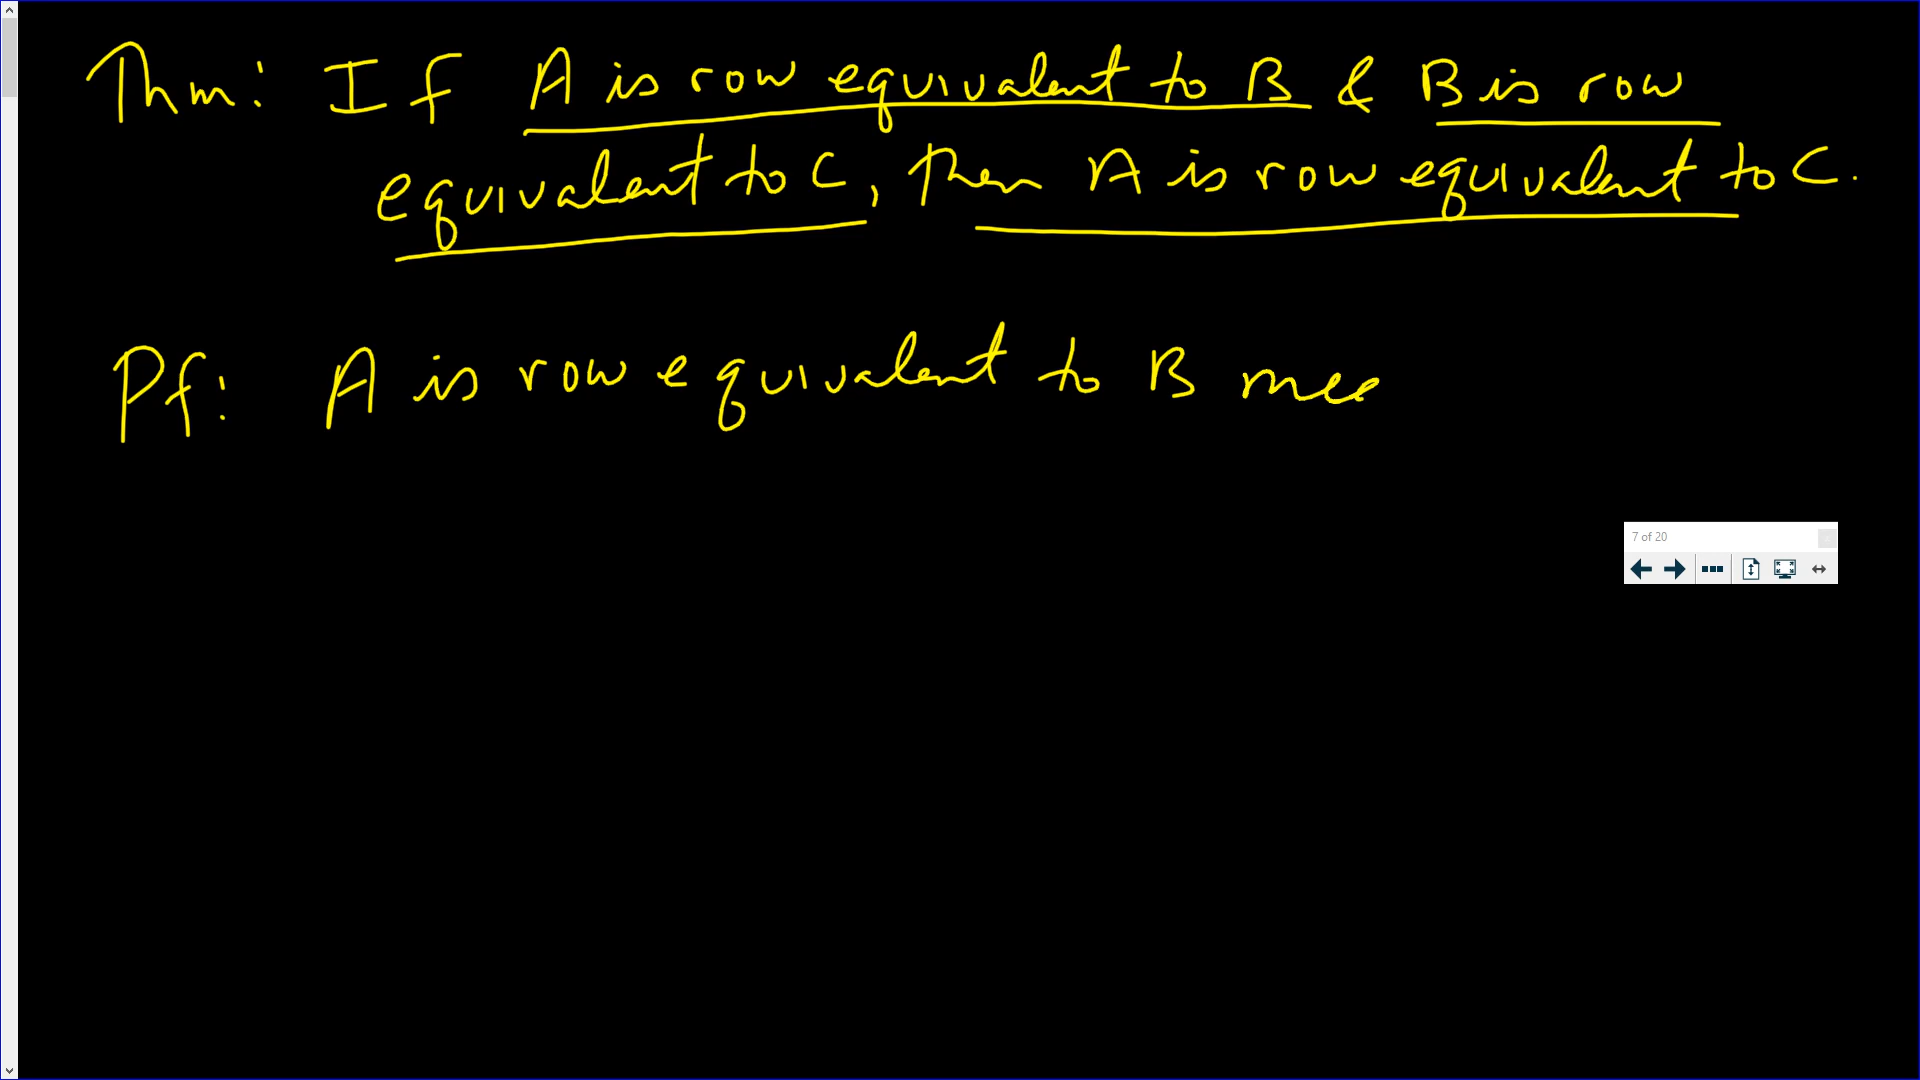 Thm: If A is row equivalent to B & B is row
equivalent to C, then A is row equivalent to C.
Pf: A is row equivalent to B mea
7 of 20